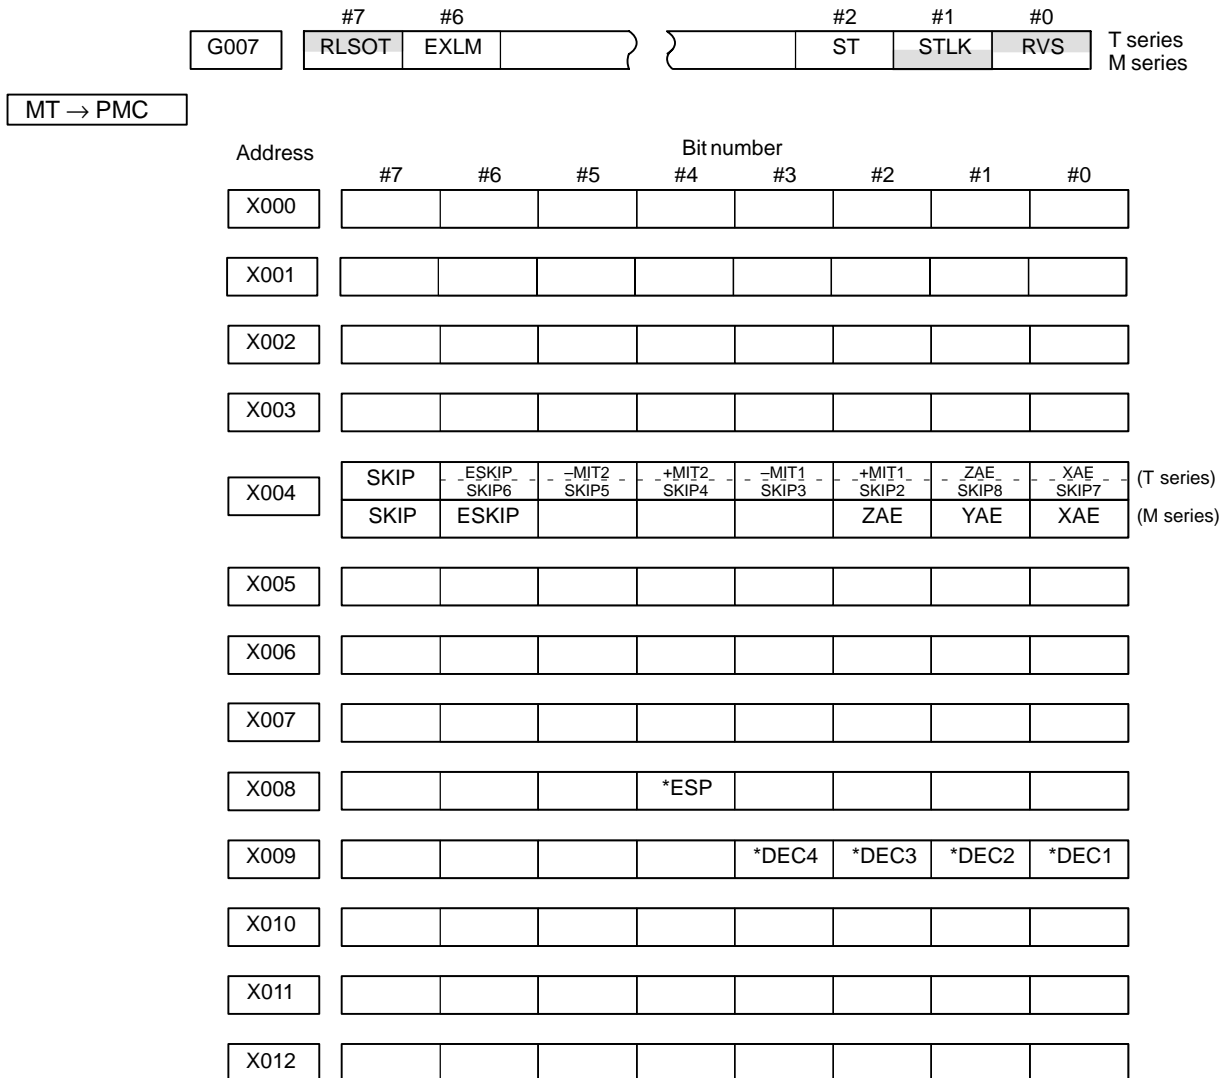 #7 #6 #2 #1 #0
G007 RLSOT EXLM ST STLK RVS T series
M series
MT → PMC
Address Bit number
#7 #6 #5 #4 #3 #2 #1 #0
X000
X001
X002
X003
X004 SKIP ESKIP –MIT2 +MIT2 –MIT1 +MIT1 ZAE XAE (T series)
SKIP6 SKIP5 SKIP4 SKIP3 SKIP2 SKIP8 SKIP7
SKIP ESKIP ZAE YAE XAE (M series)
X005
X006
X007
X008 *ESP
X009 *DEC4 *DEC3 *DEC2 *DEC1
X010
X011
X012